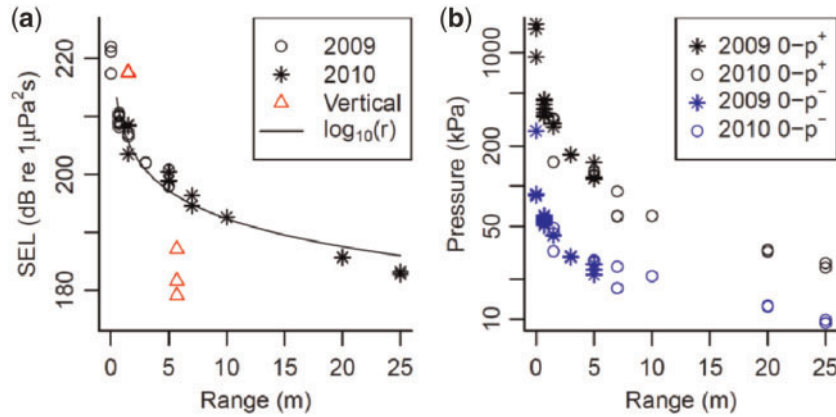 (a)
SEL (dB re 1μPa²s)
220
200
180
2009
2010
Vertical
log₁₀(r)
0 5 10 15 20 25
Range (m)
(b)
Pressure (kPa)
1000
200
50
10
2009 0-p⁺
2010 0-p⁺
2009 0-p⁻
2010 0-p⁻
0 5 10 15 20 25
Range (m)